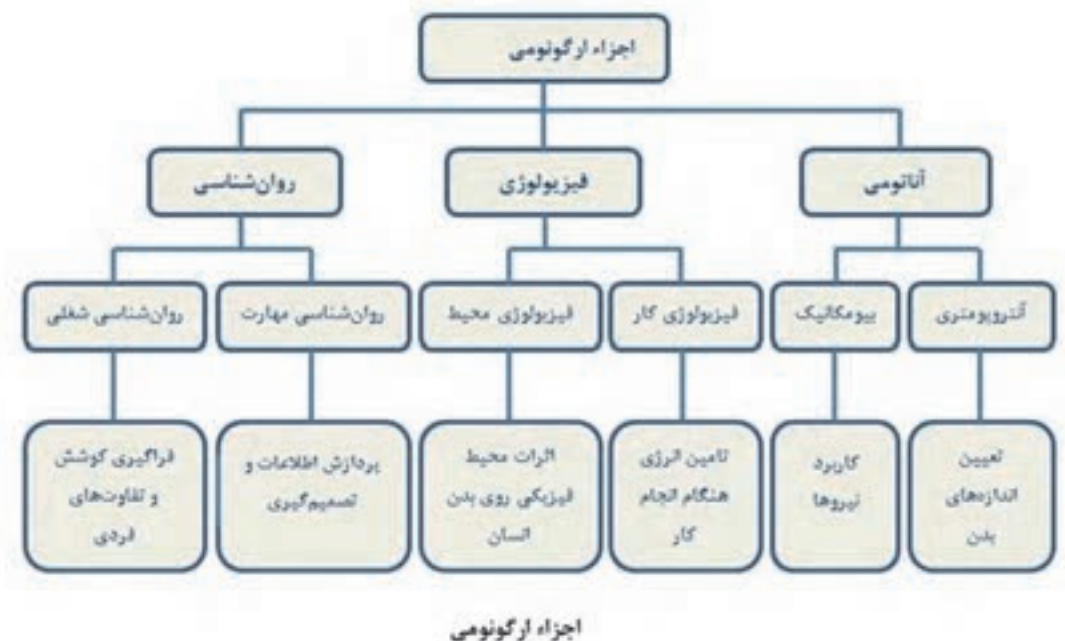 اجزاء ارگونومی
آناتومی
فیزیولوژی
روان‌شناسی
آنتروپومتری
بیومکانیک
فیزیولوژی کار
فیزیولوژی محیط
روان‌شناسی مهارت
روان‌شناسی شغلی
تعیین
اندازه‌های
بدن
کاربرد
نیروها
تامین انرژی
هنگام انجام
کار
اثرات محیط
فیزیکی روی بدن
انسان
پردازش اطلاعات و
تصمیم‌گیری
فراگیری کوشش
و تفاوت‌های
فردی
اجزاء ارگونومی